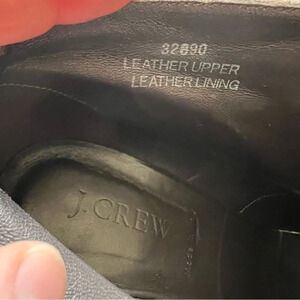 32690
LEATHER UPPER
LEATHER LINING
J.CREW